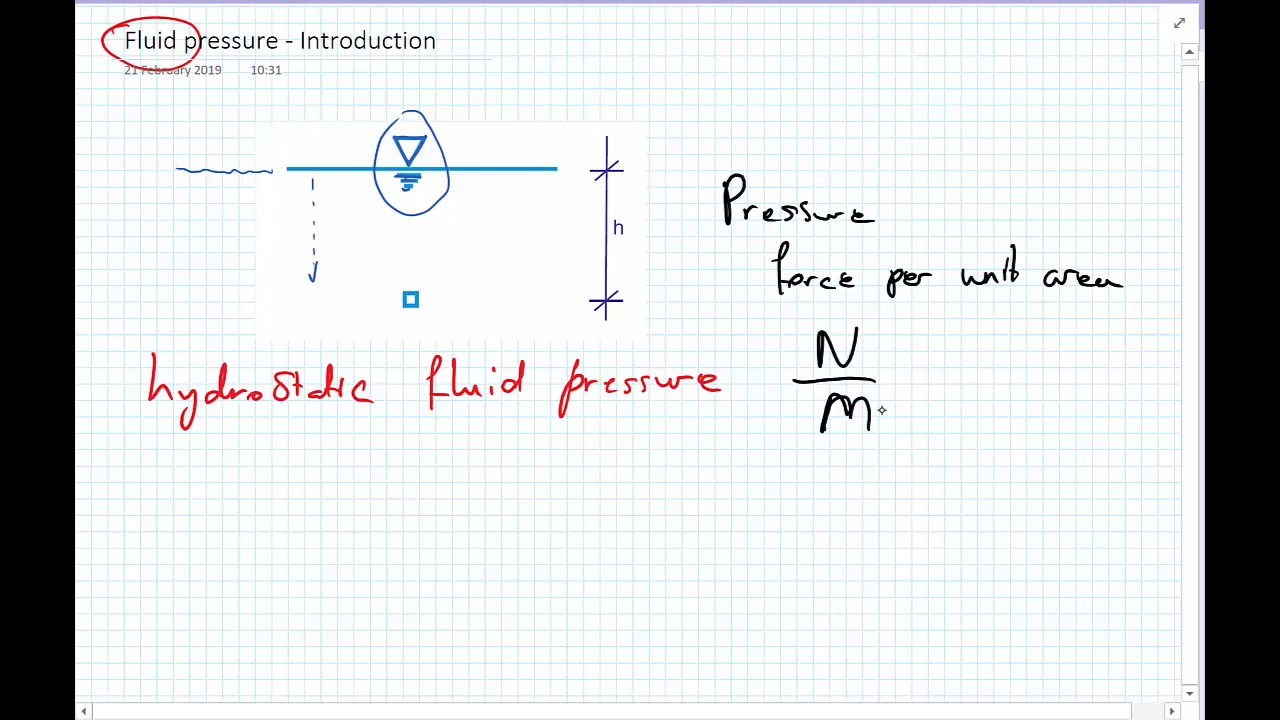 Fluid pressure - Introduction
21 February 2019 10:31
h
Pressure
force per unit area
N
m
hydrostatic fluid pressure